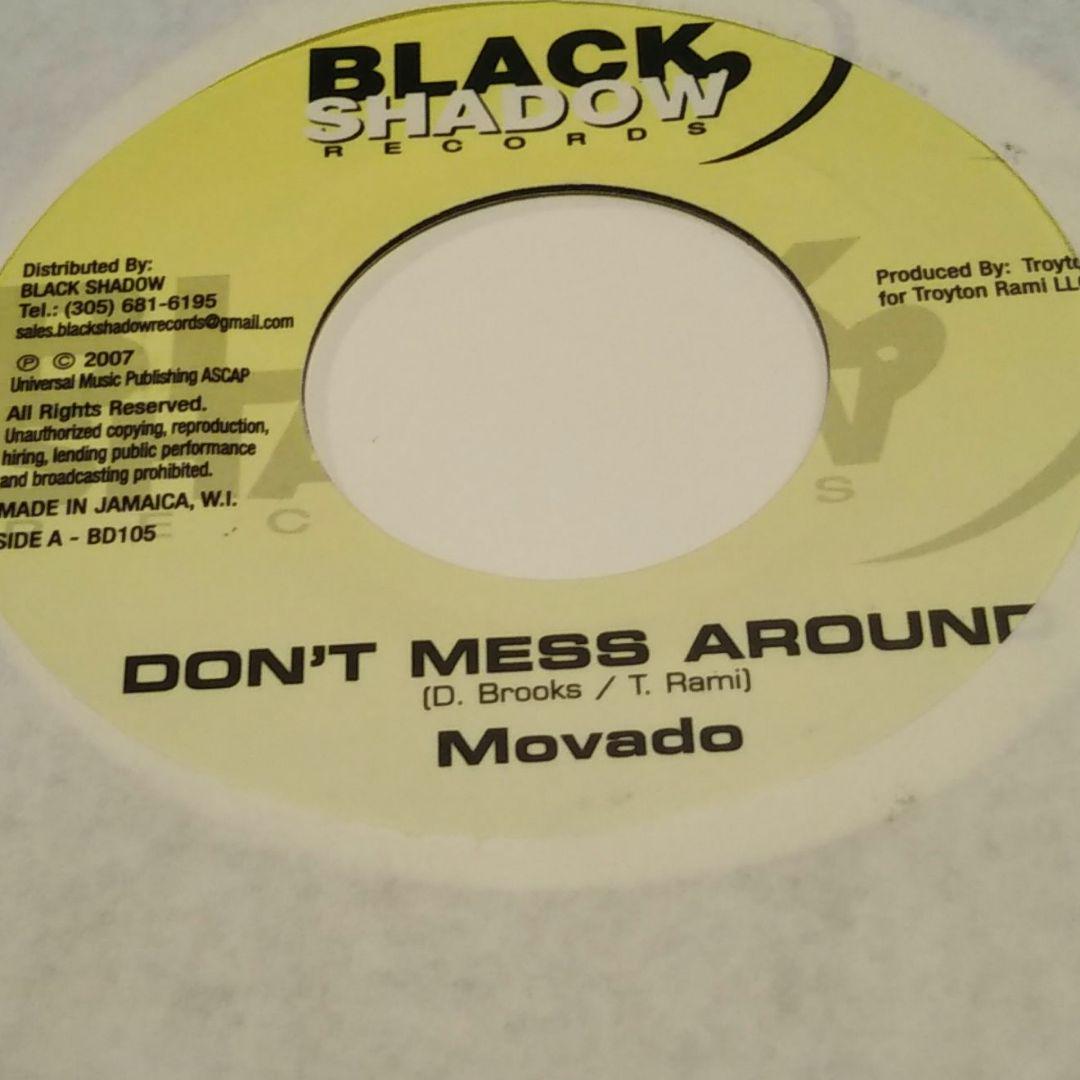 BLACK
SHADOW
RECORDS
Distributed By:
BLACK SHADOW
Tel.: (305) 681-6195
sales.blackshadowrecords@gmail.com
℗ © 2007
Universal Music Publishing ASCAP
All Rights Reserved.
Unauthorized copying, reproduction,
hiring, lending public performance
and broadcasting prohibited.
MADE IN JAMAICA, W.I.
SIDE A - BD105
Produced By: Troyto
for Troyton Rami LLC
DON'T MESS AROUND
(D. Brooks / T. Rami)
Movado